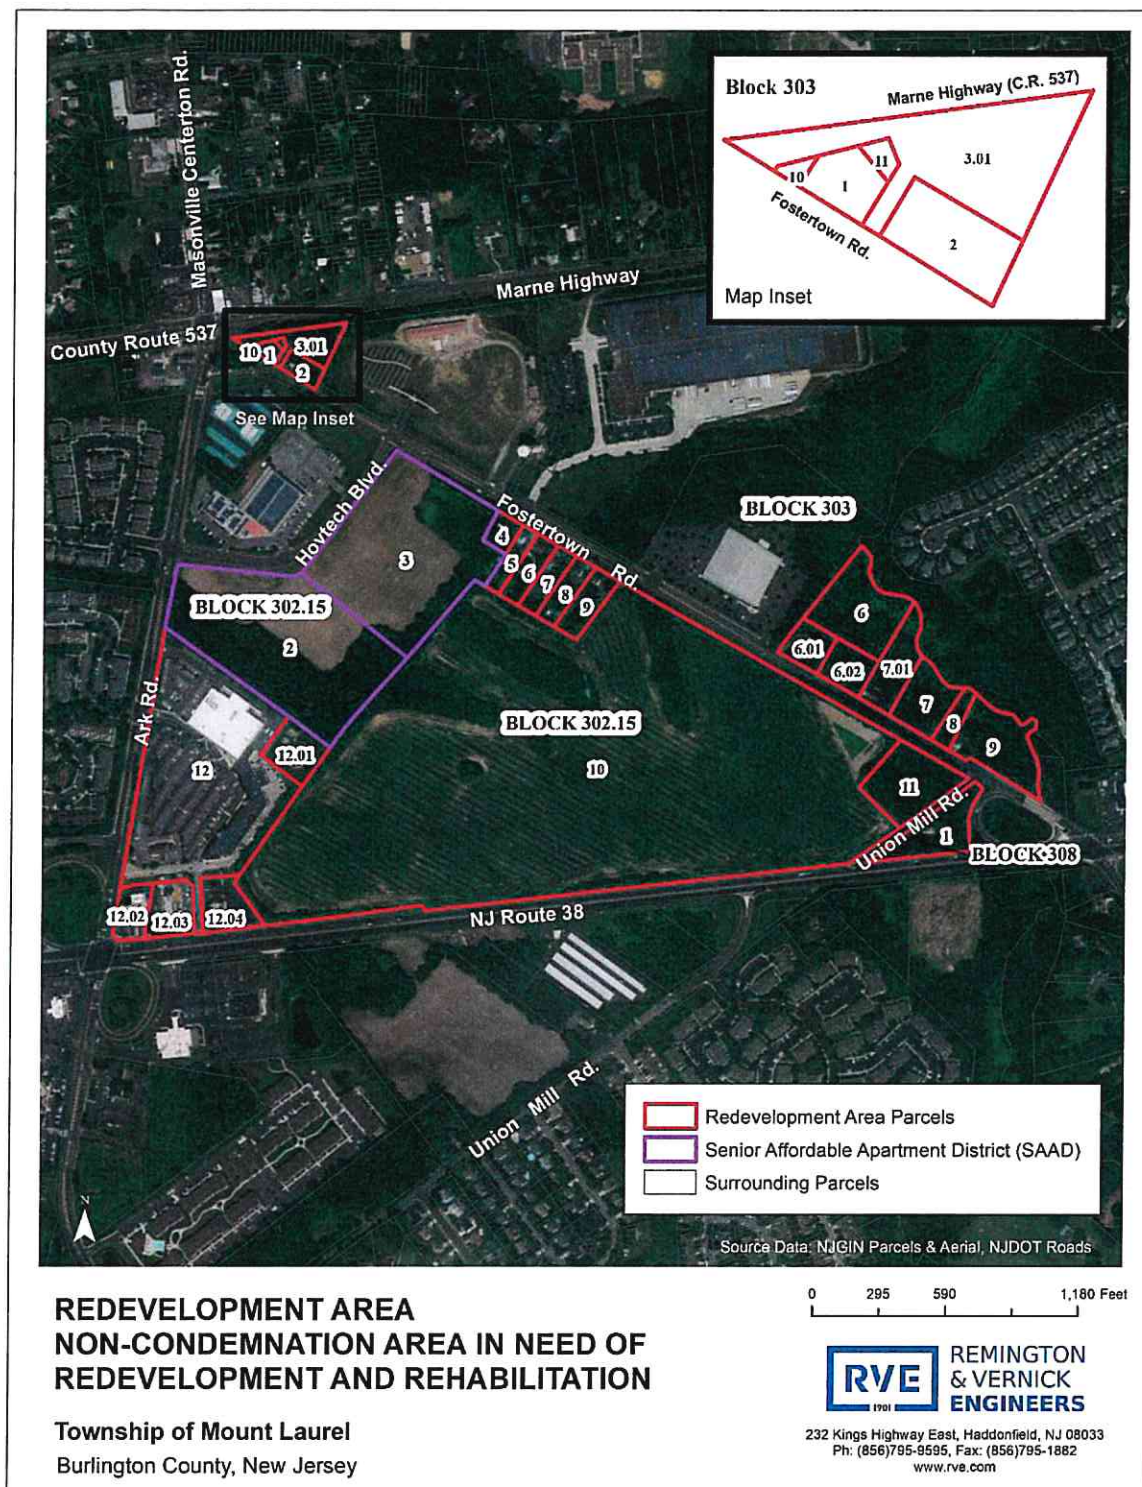 Masonville Centerton Rd.
Block 303
Marne Highway (C.R. 537)
3.01
11
10
1
2
Fostertown Rd.
Map Inset
Marne Highway
County Route 537
10
1
3.01
2
See Map Inset
Hovtech Blvd.
Fostertown Rd.
BLOCK 303
4
5
6
7
8
9
3
BLOCK 302.15
2
6
6.01
6.02
7.01
7
8
9
Ark Rd.
BLOCK 302.15
10
12
12.01
11
Union Mill Rd.
1
BLOCK 308
12.02
12.03
12.04
NJ Route 38
Union Mill Rd.
Redevelopment Area Parcels
Senior Affordable Apartment District (SAAD)
Surrounding Parcels
Z
Source Data: NJGIN Parcels & Aerial, NJDOT Roads
REDEVELOPMENT AREA
NON-CONDEMNATION AREA IN NEED OF
REDEVELOPMENT AND REHABILITATION
Township of Mount Laurel
Burlington County, New Jersey
0 295 590 1,180 Feet
RVE
1901
REMINGTON
& VERNICK
ENGINEERS
232 Kings Highway East, Haddonfield, NJ 08033
Ph: (856)795-9595, Fax: (856)795-1882
www.rve.com